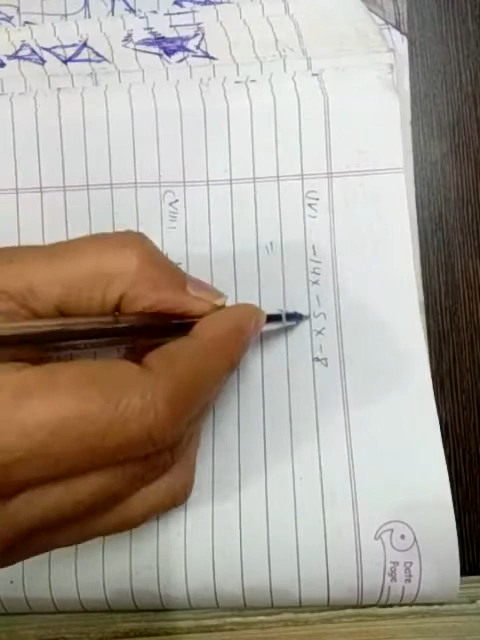 Date
Page
(vi) -14x-5x-8
=
(viii)